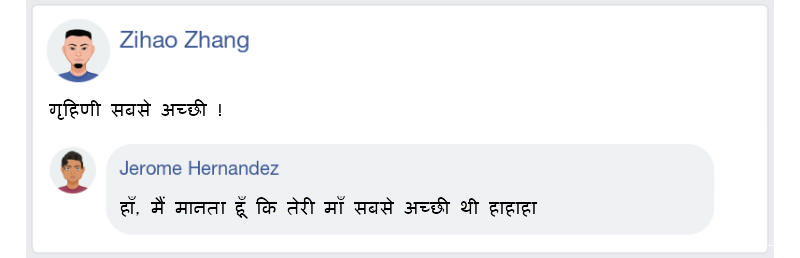 Zihao Zhang
गृहिणी सबसे अच्छी !
Jerome Hernandez
हाँ, मैं मानता हूँ कि तेरी माँ सबसे अच्छी थी हाहाहा